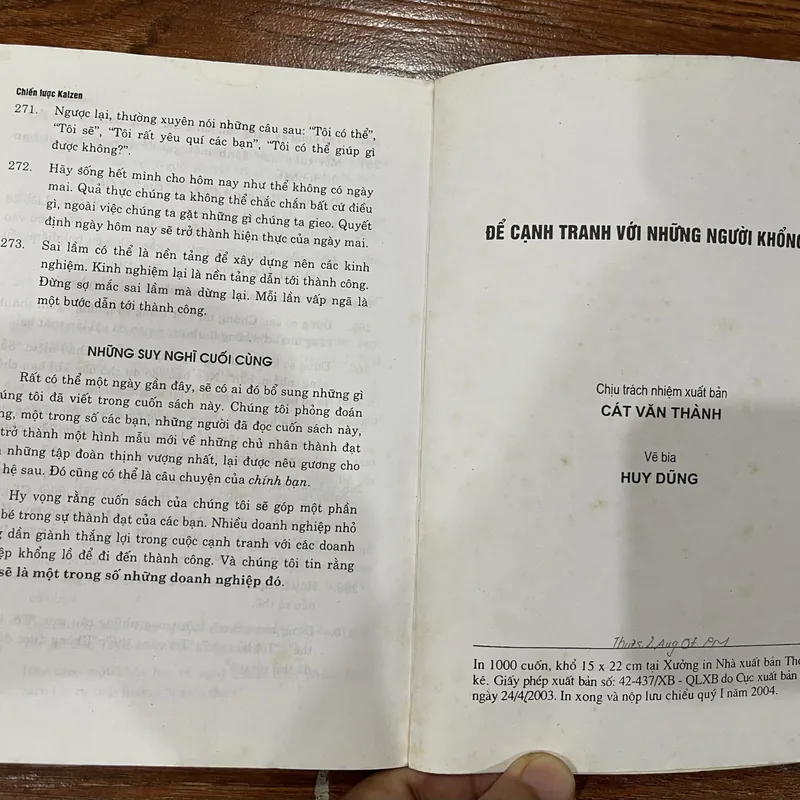 Chiến lược Kaizen
271. Ngược lại, thường xuyên nói những câu sau: “Tôi có thể”,
“Tôi sẽ”, “Tôi rất yêu quí các bạn”, “Tôi có thể giúp gì
được không?”.
272. Hãy sống hết mình cho hôm nay như thể không có ngày
mai. Quả thực chúng ta không thể chắc chắn bất cứ điều
gì, ngoài việc chúng ta gặt những gì chúng ta gieo. Quyết
định ngày hôm nay sẽ trở thành hiện thực của ngày mai.
273. Sai lầm có thể là nền tảng để xây dựng nên các kinh
nghiệm. Kinh nghiệm lại là nền tảng dẫn tới thành công.
Đừng sợ mắc sai lầm mà dừng lại. Mỗi lần vấp ngã là
một bước dẫn tới thành công.
NHỮNG SUY NGHĨ CUỐI CÙNG
Rất có thể một ngày gần đây, sẽ có ai đó bổ sung những gì
úng tôi đã viết trong cuốn sách này. Chúng tôi phỏng đoán
ng, một trong số các bạn, những người đã đọc cuốn sách này,
trở thành một hình mẫu mới về những chủ nhân thành đạt
những tập đoàn thịnh vượng nhất, lại được nêu gương cho
hệ sau. Đó cũng có thể là câu chuyện của chính bạn.
Hy vọng rằng cuốn sách của chúng tôi sẽ góp một phần
bé trong sự thành đạt của các bạn. Nhiều doanh nghiệp nhỏ
g dần giành thắng lợi trong cuộc cạnh tranh với các doanh
ệp khổng lồ để đi đến thành công. Và chúng tôi tin rằng
sẽ là một trong số những doanh nghiệp đó.
ĐỂ CẠNH TRANH VỚI NHỮNG NGƯỜI KHỔNG
Chịu trách nhiệm xuất bản
CÁT VĂN THÀNH
Vẽ bìa
HUY DŨNG
In 1000 cuốn, khổ 15 x 22 cm tại Xưởng in Nhà xuất bản Thố
kê. Giấy phép xuất bản số: 42-437/XB - QLXB do Cục xuất bản
ngày 24/4/2003. In xong và nộp lưu chiểu quý I năm 2004.